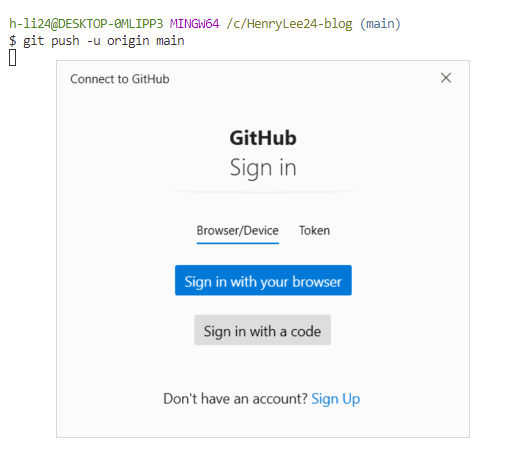 h-li24@DESKTOP-0MLIPP3 MINGW64 /c/HenryLee24-blog (main)
$ git push -u origin main
Connect to GitHub
GitHub
Sign in
Browser/Device Token
Sign in with your browser
Sign in with a code
Don't have an account? Sign Up